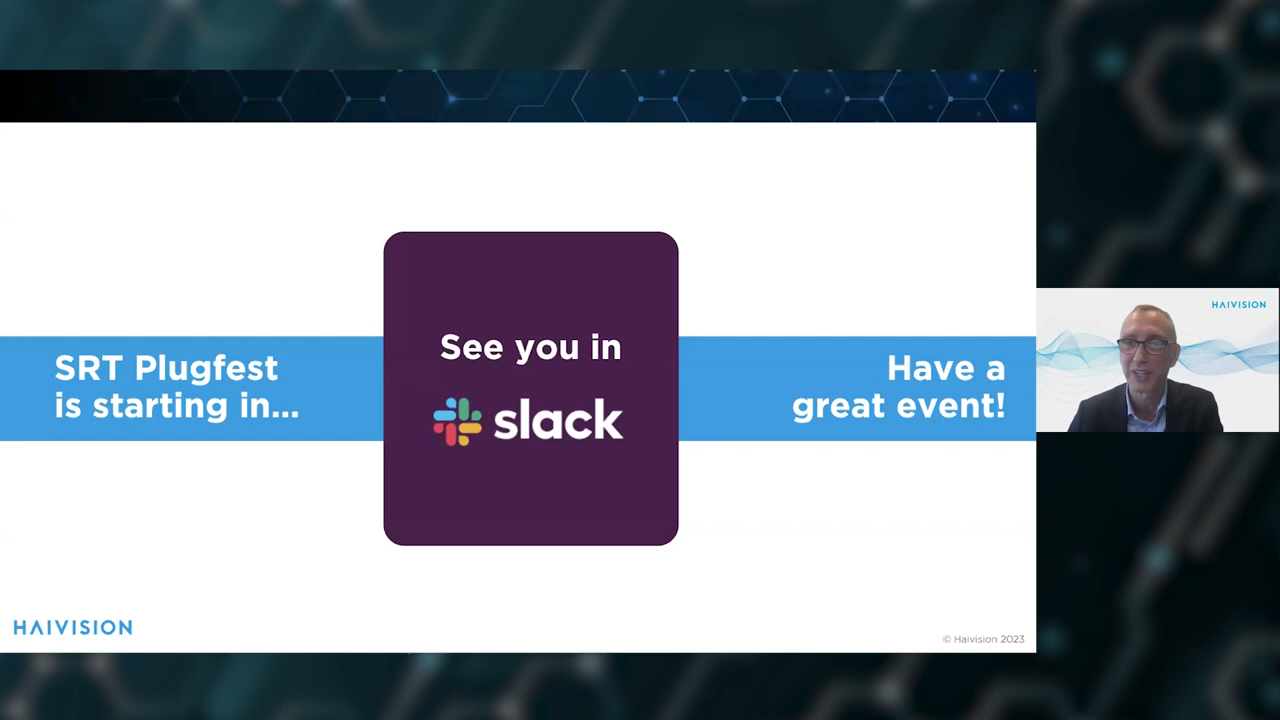 SRT Plugfest
is starting in...
See you in
slack
Have a
great event!
HAIVISION
© Haivision 2023
HAIVISION